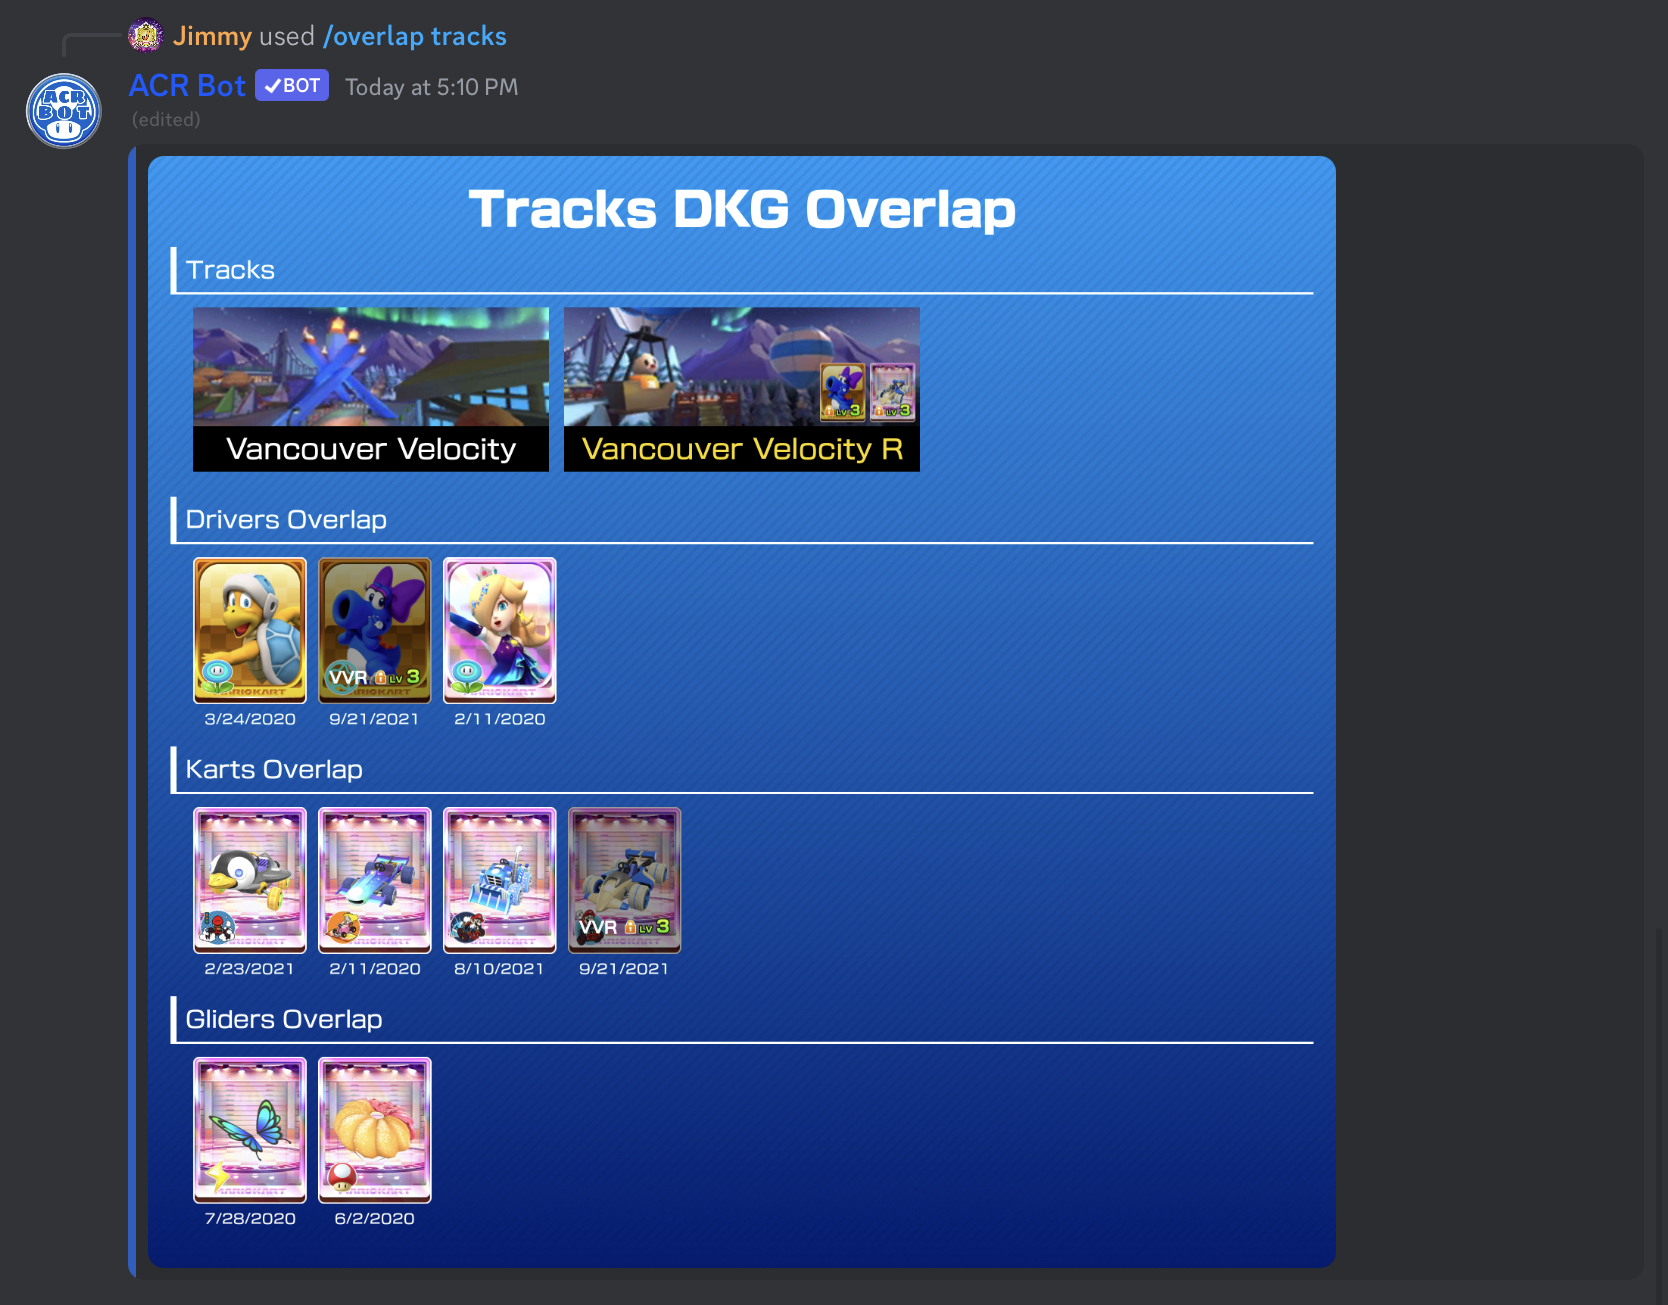 Jimmy used /overlap tracks
ACR BOT
ACR Bot ✓BOT Today at 5:10 PM
(edited)
Tracks DKG Overlap
Tracks
LV 3 LV 3
Vancouver Velocity Vancouver Velocity R
Drivers Overlap
VVR LV 3
MARIOKART MARIOKART
3/24/2020 9/21/2021 2/11/2020
Karts Overlap
VVR LV 3
MARIOKART MARIOKART MARIOKART MARIOKART
2/23/2021 2/11/2020 8/10/2021 9/21/2021
Gliders Overlap
MARIOKART MARIOKART
7/28/2020 6/2/2020